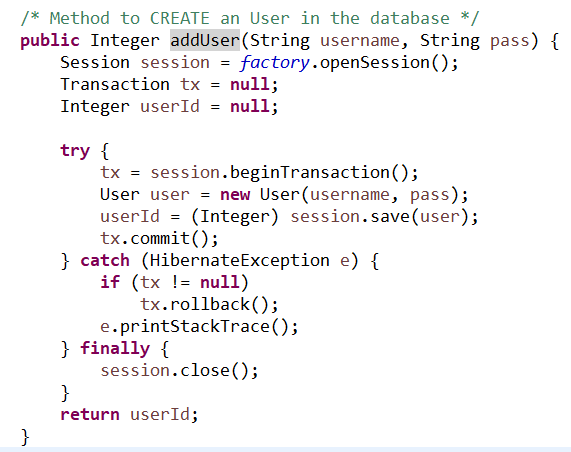 /* Method to CREATE an User in the database */
public Integer addUser(String username, String pass) {
    Session session = factory.openSession();
    Transaction tx = null;
    Integer userId = null;

    try {
        tx = session.beginTransaction();
        User user = new User(username, pass);
        userId = (Integer) session.save(user);
        tx.commit();
    } catch (HibernateException e) {
        if (tx != null)
            tx.rollback();
        e.printStackTrace();
    } finally {
        session.close();
    }
    return userId;
}